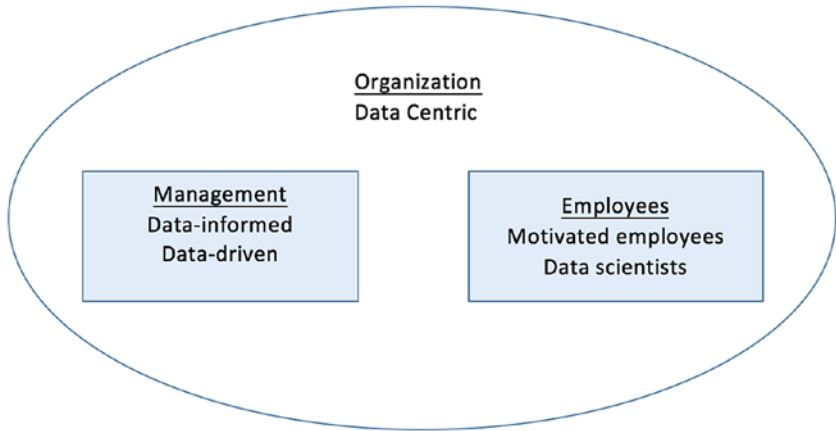 Organization
Data Centric
Management
Data-informed
Data-driven
Employees
Motivated employees
Data scientists